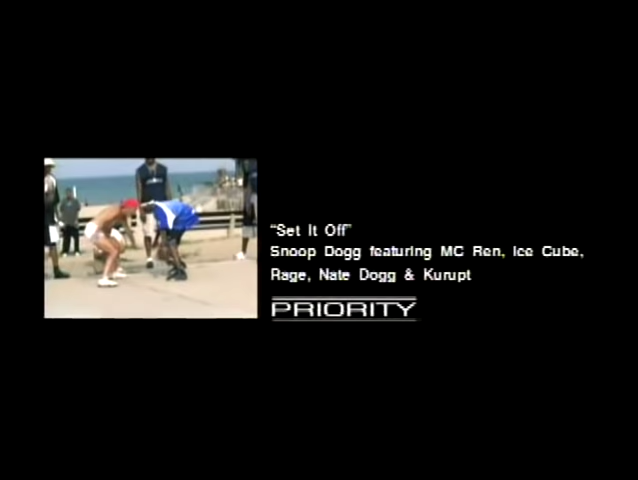 "Set It Off"
Snoop Dogg featuring MC Ren, Ice Cube,
Rage, Nate Dogg & Kurupt
PRIORITY